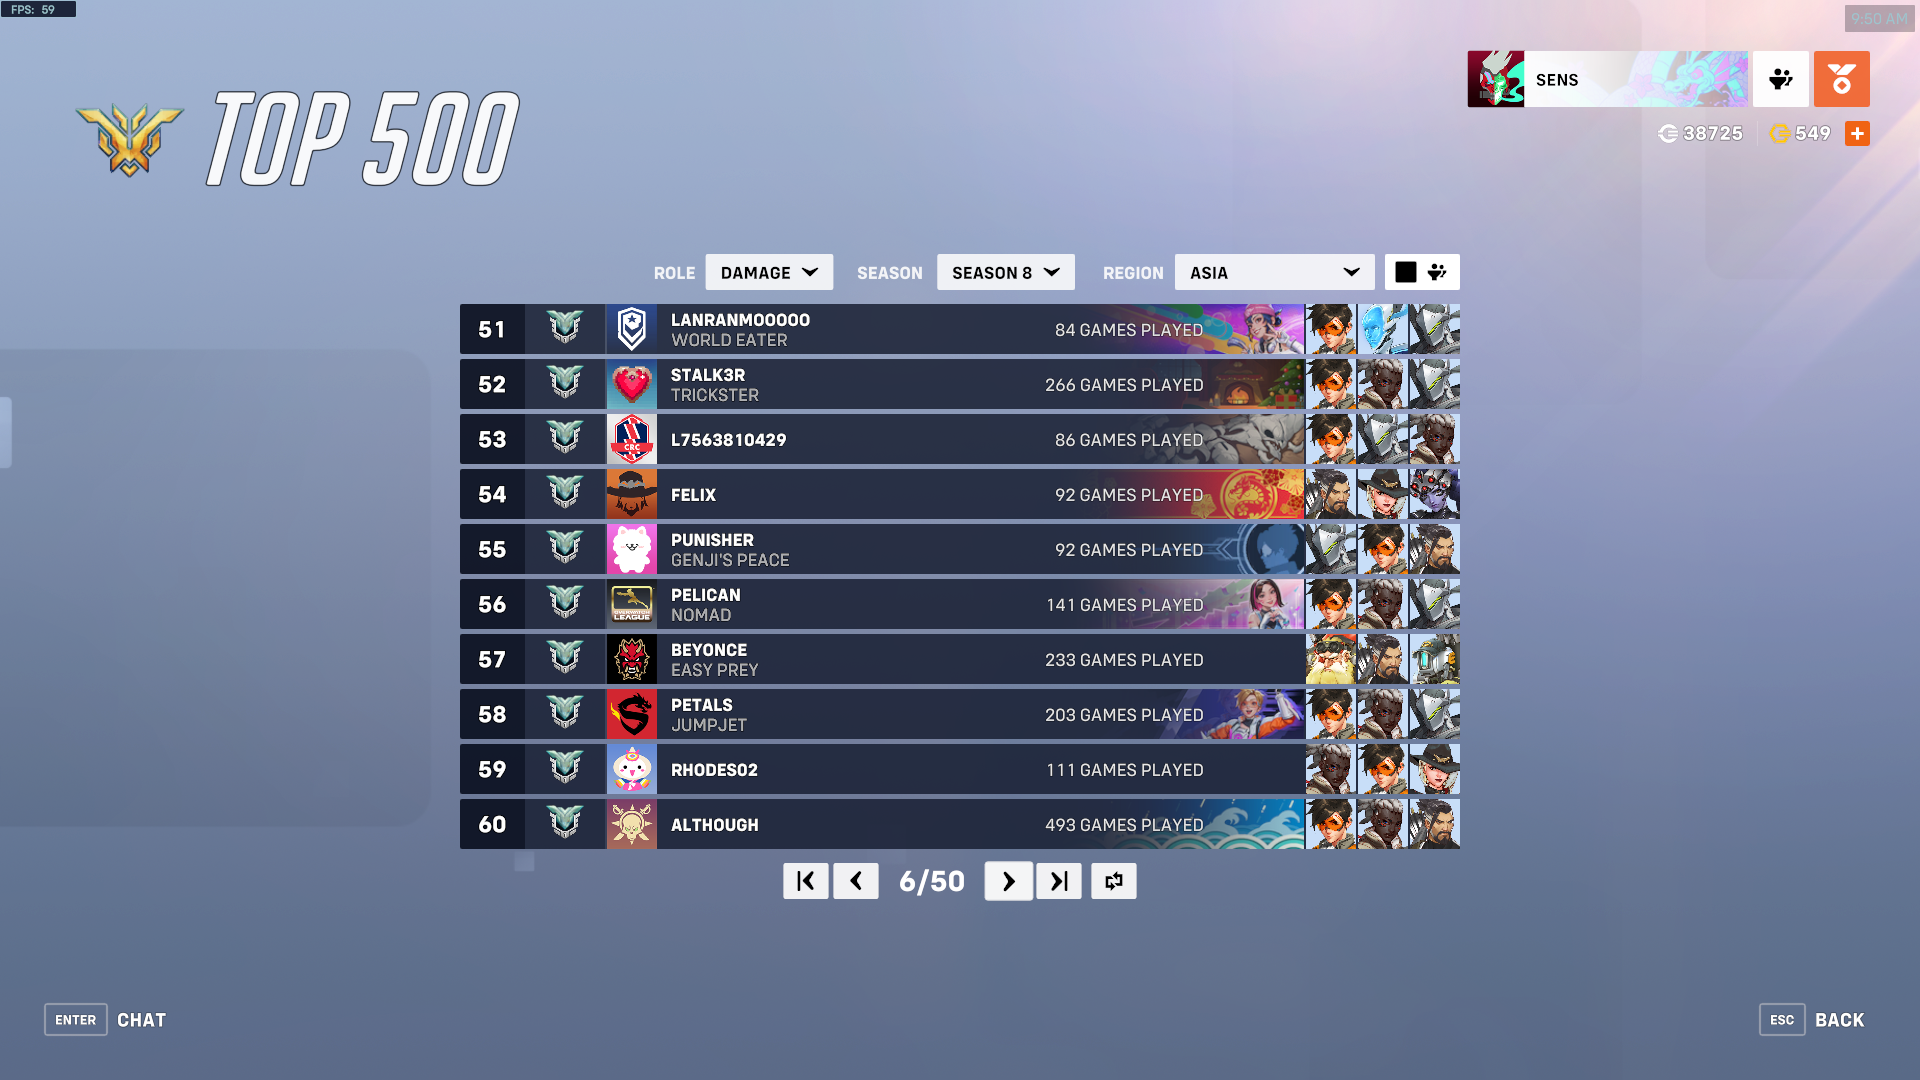 FPS: 59
9:50 AM
TOP 500
SENS
38725
549
ROLE DAMAGE SEASON SEASON 8 REGION ASIA
51 LANRANMOOOOO 84 GAMES PLAYED
WORLD EATER
52 STALK3R 266 GAMES PLAYED
TRICKSTER
53 L7563810429 86 GAMES PLAYED
CRC
54 FELIX 92 GAMES PLAYED
55 PUNISHER 92 GAMES PLAYED
GENJI'S PEACE
56 PELICAN 141 GAMES PLAYED
NOMAD
OVERWATCH
LEAGUE
57 BEYONCE 233 GAMES PLAYED
EASY PREY
58 PETALS 203 GAMES PLAYED
JUMPJET
59 RHODES02 111 GAMES PLAYED
60 ALTHOUGH 493 GAMES PLAYED
6/50
ENTER CHAT
ESC BACK